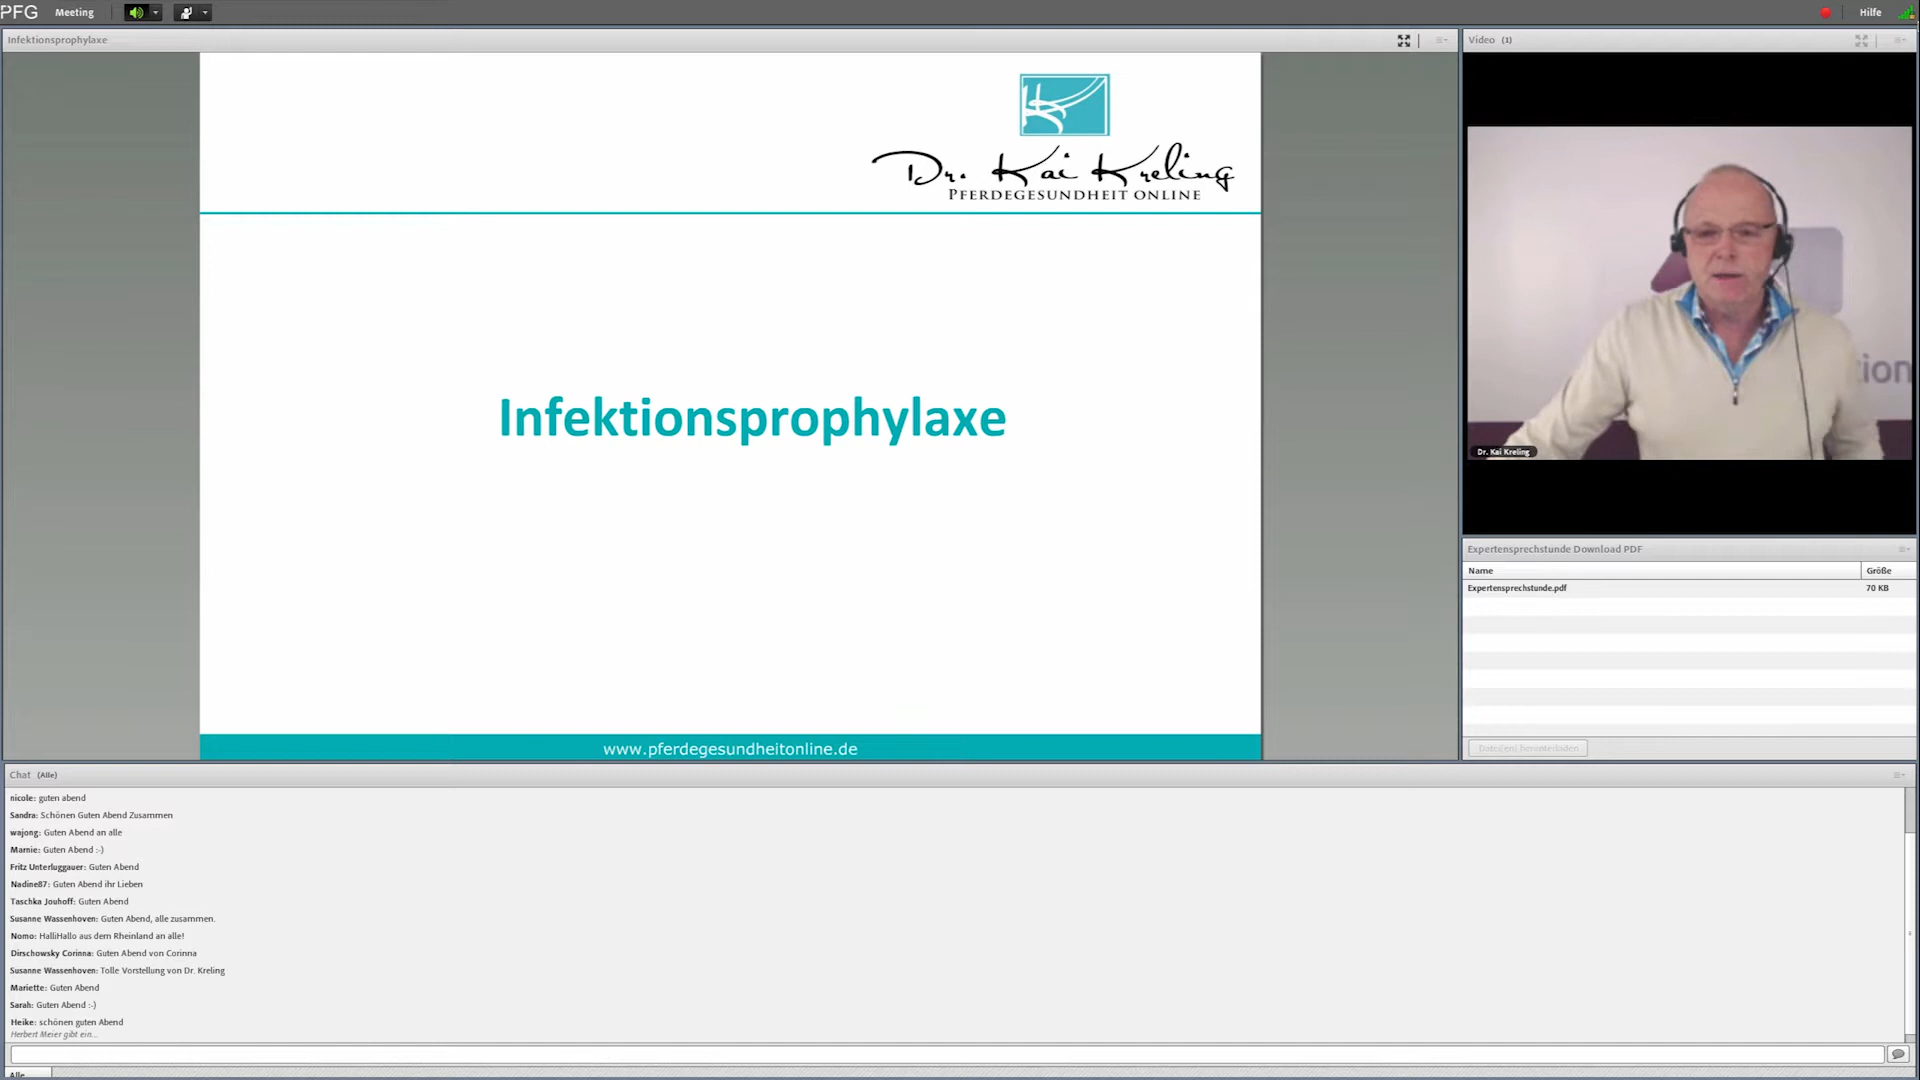 PFG Meeting Hilfe
Infektionsprophylaxe
Dr. Kai Kreling
PFERDEGESUNDHEIT ONLINE
Infektionsprophylaxe
www.pferdegesundheitonline.de
Video (1)
ion
Dr. Kai Kreling
Expertensprechstunde Download PDF
Name Größe
Expertensprechstunde.pdf 70 KB
Datei(en) herunterladen
Chat (Alle)
nicole: guten abend
Sandra: Schönen Guten Abend Zusammen
wajong: Guten Abend an alle
Marnie: Guten Abend :-)
Fritz Unterluggauer: Guten Abend
Nadine87: Guten Abend ihr Lieben
Taschka Jouhoff: Guten Abend
Susanne Wassenhoven: Guten Abend, alle zusammen.
Nomo: HalliHallo aus dem Rheinland an alle!
Dirschowsky Corinna: Guten Abend von Corinna
Susanne Wassenhoven: Tolle Vorstellung von Dr. Kreling
Mariette: Guten Abend
Sarah: Guten Abend :-)
Heike: schönen guten Abend
Herbert Meier gibt ein...
Alle